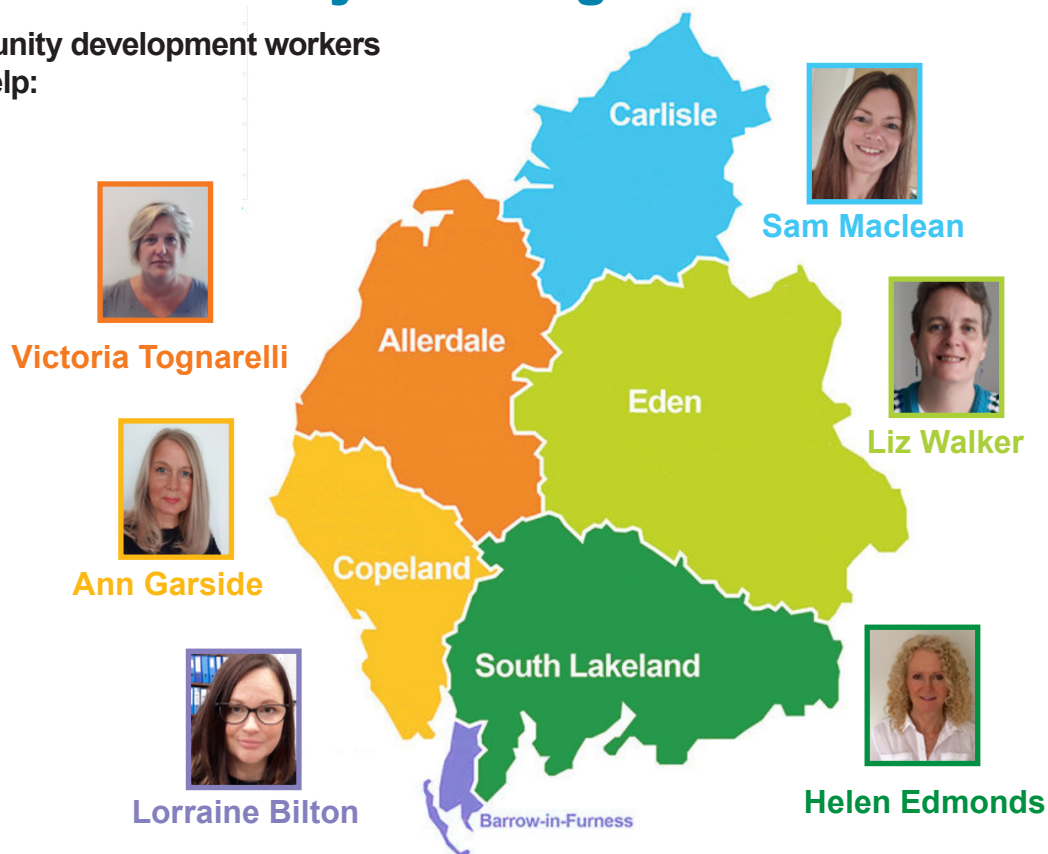 unity development workers
elp:
Carlisle
Sam Maclean
Victoria Tognarelli
Allerdale
Eden
Liz Walker
Ann Garside
Copeland
South Lakeland
Lorraine Bilton
Helen Edmonds
Barrow-in-Furness